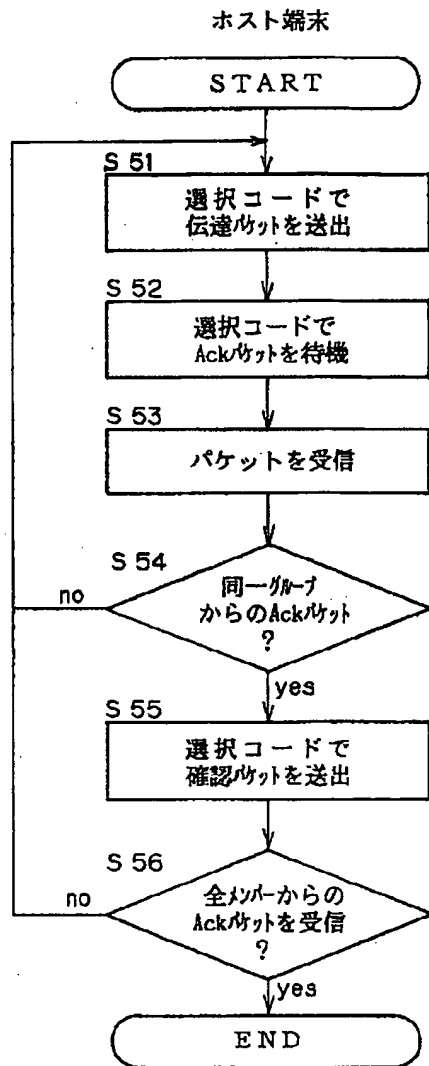 ホスト端末
START
S 51
選択コードで
伝達パケットを送出
S 52
選択コードで
Ackパケットを待機
S 53
パケットを受信
S 54
同一グループ
からのAckパケット
?
no
yes
S 55
選択コードで
確認パケットを送出
S 56
全メンバーからの
Ackパケットを受信
?
no
yes
END